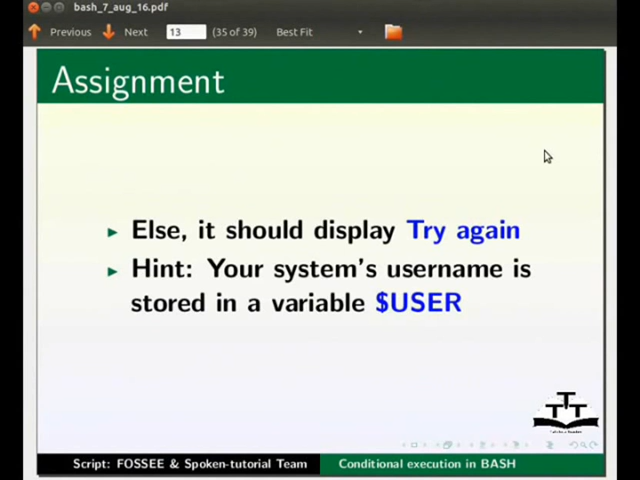 bash_7_aug_16.pdf
Previous Next 13 (35 of 39) Best Fit
Assignment
Else, it should display Try again
Hint: Your system's username is
stored in a variable $USER
TTT
Script: FOSSEE & Spoken-tutorial Team Conditional execution in BASH